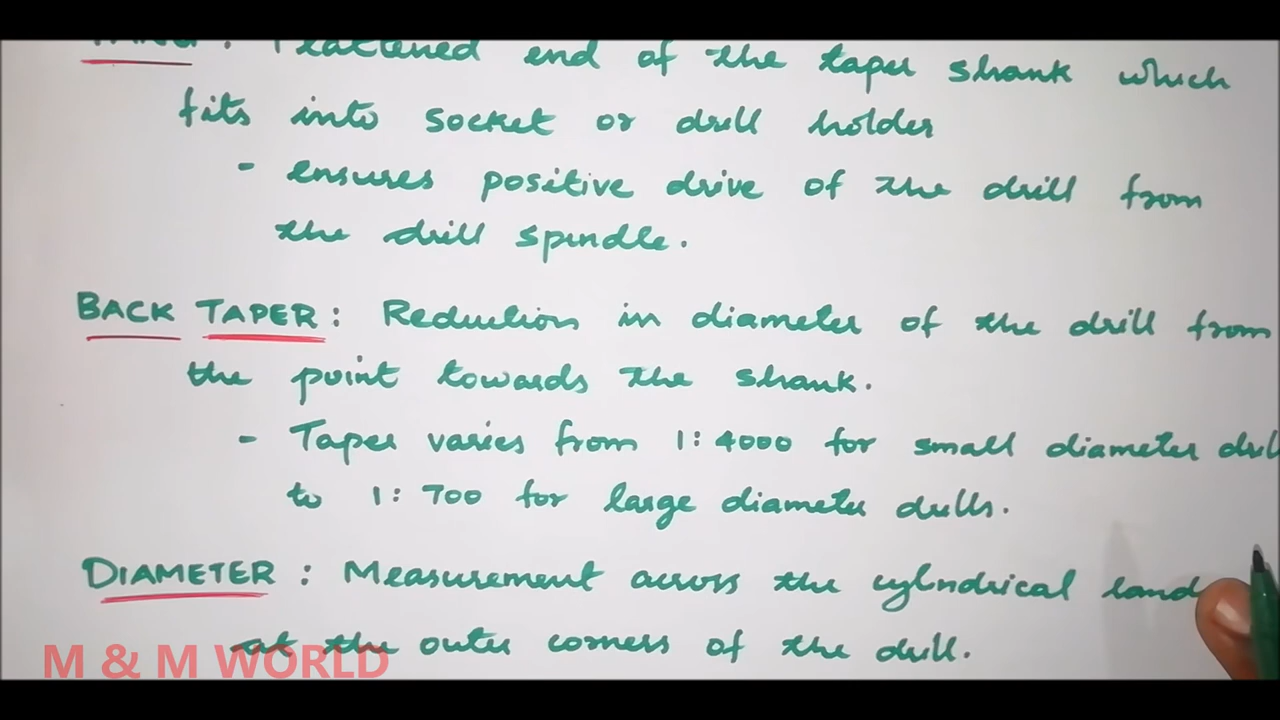 TANG : Flattened end of the taper shank which
fits into socket or drill holder
- ensures positive drive of the drill from
the drill spindle.
BACK TAPER : Reduction in diameter of the drill from
the point towards the shank.
- Taper varies from 1:4000 for small diameter
to 1:700 for large diameter drills.
DIAMETER : Measurement across the cylindrical land
at the outer corners of the drill.
M & M WORLD